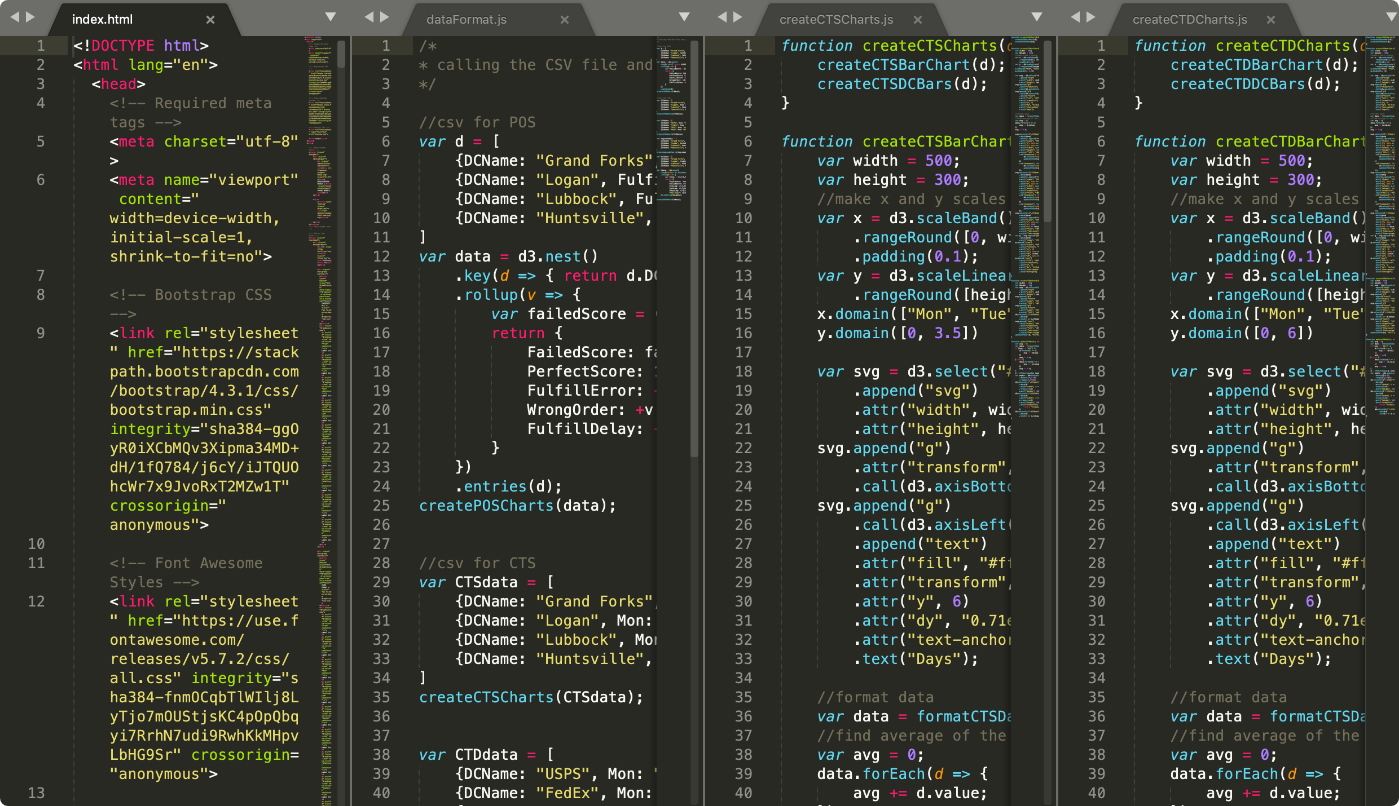 index.html ×
1 <!DOCTYPE html>
2 <html lang="en">
3 <head>
4 <!-- Required meta
tags -->
5 <meta charset="utf-8"
>
6 <meta name="viewport"
content="
width=device-width,
initial-scale=1,
shrink-to-fit=no">
7
8 <!-- Bootstrap CSS
-->
9 <link rel="stylesheet
" href="https://stack
path.bootstrapcdn.com
/bootstrap/4.3.1/css/
bootstrap.min.css"
integrity="sha384-ggO
yR0iXCbMQv3Xipma34MD+
dH/1fQ784/j6cY/iJTQUO
hcWr7x9JvoRxT2MZw1T"
crossorigin="
anonymous">
10
11 <!-- Font Awesome
Styles -->
12 <link rel="stylesheet
" href="https://use.f
ontawesome.com/
releases/v5.7.2/css/
all.css" integrity="s
ha384-fnmOCqbTlWIlj8L
yTjo7mOUStjsKC4pOpQbq
yi7RrhN7udi9RwhKkMHpv
LbHG9Sr" crossorigin=
"anonymous">
13
dataFormat.js ×
1 /*
2 * calling the CSV file and
3 */
4
5 //csv for POS
6 var d = [
7 {DCName: "Grand Forks"
8 {DCName: "Logan", Fulf
9 {DCName: "Lubbock", Fu
10 {DCName: "Huntsville",
11 ]
12 var data = d3.nest()
13 .key(d => { return d.DC
14 .rollup(v => {
15 var failedScore =
16 return {
17 FailedScore: fa
18 PerfectScore:
19 FulfillError:
20 WrongOrder: +v
21 FulfillDelay:
22 }
23 })
24 .entries(d);
25 createPOSCharts(data);
26
27
28 //csv for CTS
29 var CTSdata = [
30 {DCName: "Grand Forks"
31 {DCName: "Logan", Mon:
32 {DCName: "Lubbock", Mo
33 {DCName: "Huntsville",
34 ]
35 createCTSCharts(CTSdata);
36
37
38 var CTDdata = [
39 {DCName: "USPS", Mon:
40 {DCName: "FedEx", Mon:
createCTSCharts.js ×
1 function createCTSCharts(
2 createCTSBarChart(d);
3 createCTSDCBars(d);
4 }
5
6 function createCTSBarChart
7 var width = 500;
8 var height = 300;
9 //make x and y scales
10 var x = d3.scaleBand()
11 .rangeRound([0, wi
12 .padding(0.1);
13 var y = d3.scaleLinear
14 .rangeRound([heigh
15 x.domain(["Mon", "Tue"
16 y.domain([0, 3.5])
17
18 var svg = d3.select("#
19 .append("svg")
20 .attr("width", wid
21 .attr("height", he
22 svg.append("g")
23 .attr("transform",
24 .call(d3.axisBotto
25 svg.append("g")
26 .call(d3.axisLeft(
27 .append("text")
28 .attr("fill", "#ff
29 .attr("transform",
30 .attr("y", 6)
31 .attr("dy", "0.71e
32 .attr("text-anchor
33 .text("Days");
34
35 //format data
36 var data = formatCTSDa
37 //find average of the
38 var avg = 0;
39 data.forEach(d => {
40 avg += d.value;
createCTDCharts.js ×
1 function createCTDCharts(
2 createCTDBarChart(d);
3 createCTDDCBars(d);
4 }
5
6 function createCTDBarChart
7 var width = 500;
8 var height = 300;
9 //make x and y scales
10 var x = d3.scaleBand()
11 .rangeRound([0, wi
12 .padding(0.1);
13 var y = d3.scaleLinear
14 .rangeRound([heigh
15 x.domain(["Mon", "Tue"
16 y.domain([0, 6])
17
18 var svg = d3.select("#
19 .append("svg")
20 .attr("width", wid
21 .attr("height", he
22 svg.append("g")
23 .attr("transform",
24 .call(d3.axisBotto
25 svg.append("g")
26 .call(d3.axisLeft(
27 .append("text")
28 .attr("fill", "#ff
29 .attr("transform",
30 .attr("y", 6)
31 .attr("dy", "0.71e
32 .attr("text-anchor
33 .text("Days");
34
35 //format data
36 var data = formatCTSDa
37 //find average of the
38 var avg = 0;
39 data.forEach(d => {
40 avg += d.value;